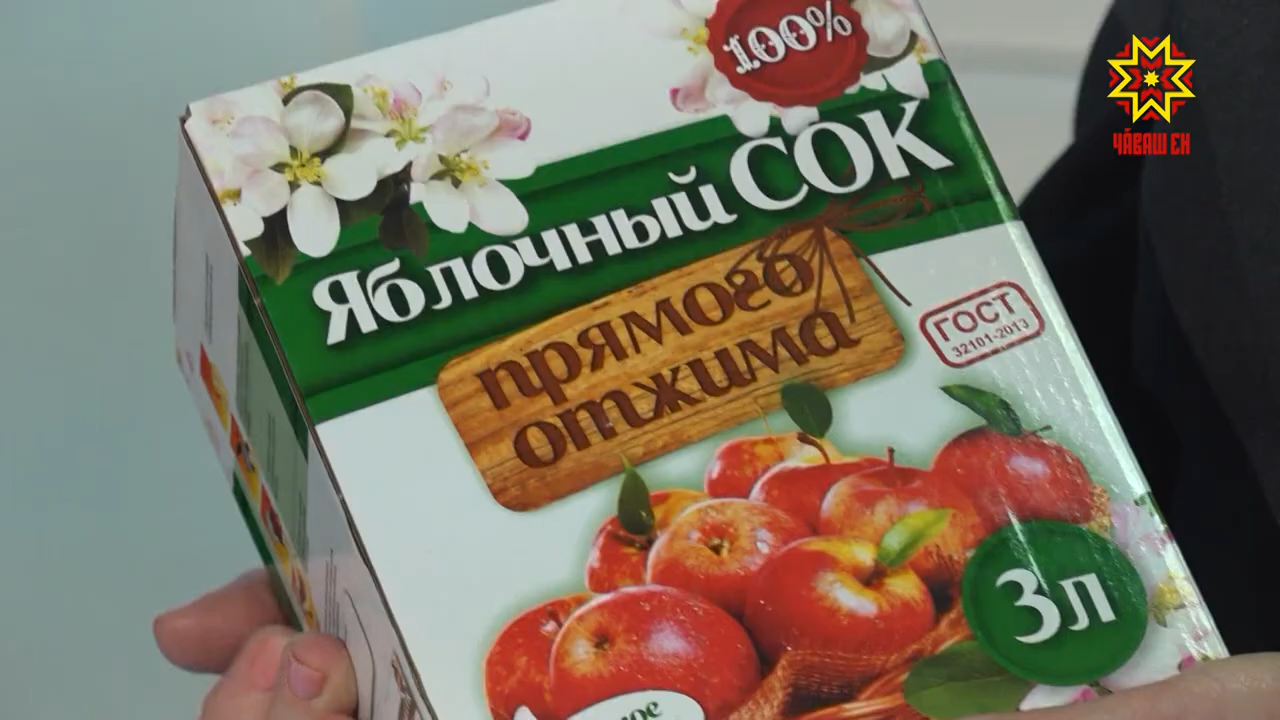 100%
ЧĂВАШ ЕН
Яблочный СОК
прямого
отжима
ГОСТ
32101-2013
3л